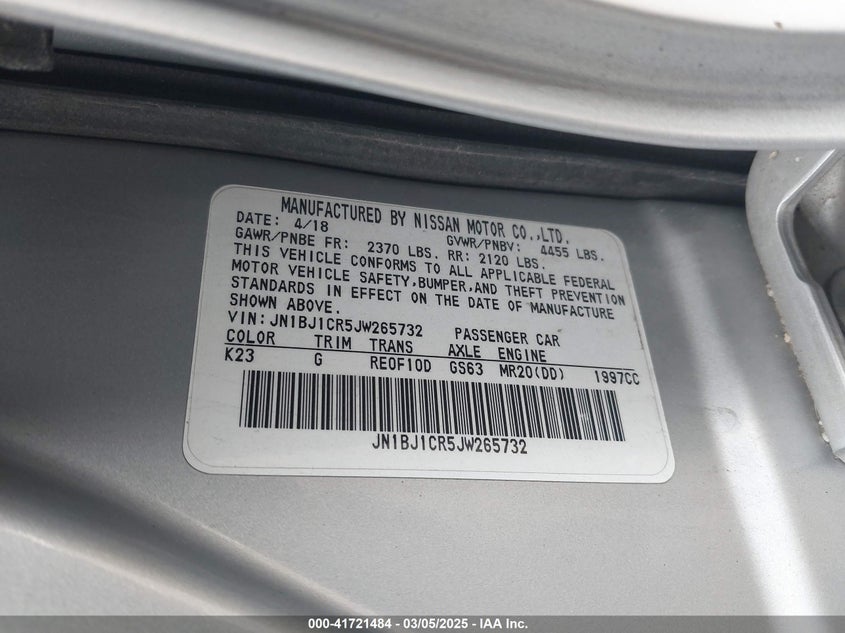 MANUFACTURED BY NISSAN MOTOR CO.,LTD.
DATE: 4/18 GVWR/PNBV: 4455 LBS.
GAWR/PNBE FR: 2370 LBS. RR: 2120 LBS.
THIS VEHICLE CONFORMS TO ALL APPLICABLE FEDERAL
MOTOR VEHICLE SAFETY,BUMPER,AND THEFT PREVENTION
STANDARDS IN EFFECT ON THE DATE OF MANUFACTURE
SHOWN ABOVE.
VIN:JN1BJ1CR5JW265732 PASSENGER CAR
COLOR TRIM TRANS AXLE ENGINE
K23 G RE0F10D GS63 MR20(DD) 1997CC
JN1BJ1CR5JW265732
000-41721484 — 03/05/2025 — IAA Inc.